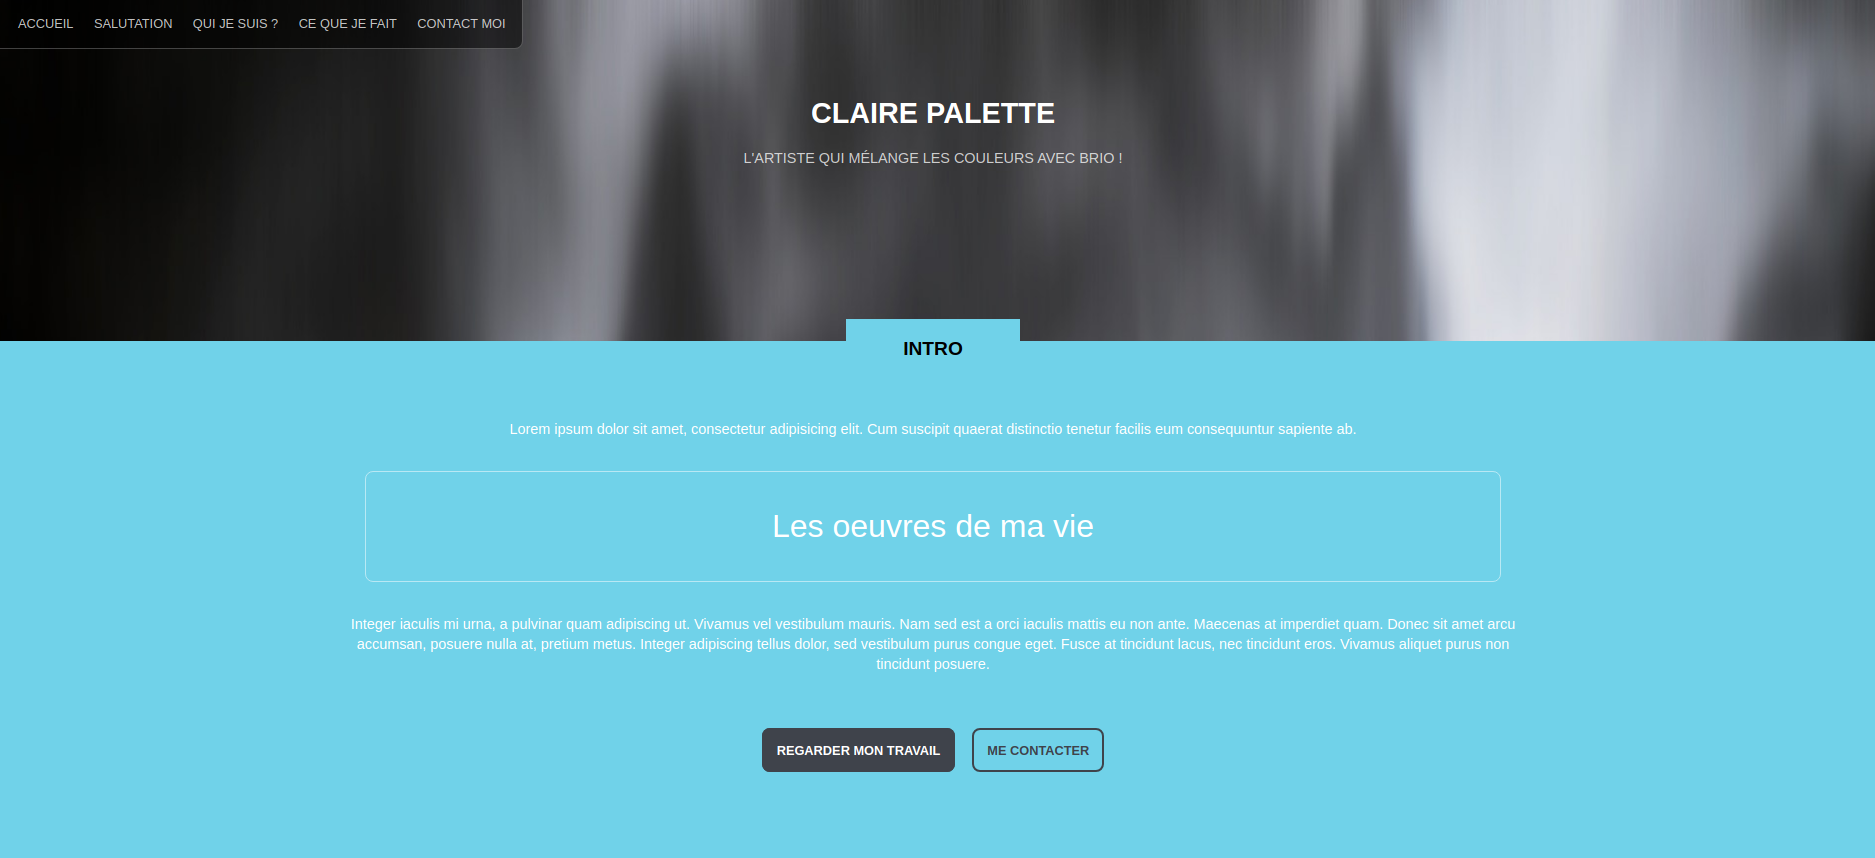 ACCUEIL SALUTATION QUI JE SUIS ? CE QUE JE FAIT CONTACT MOI
CLAIRE PALETTE
L'ARTISTE QUI MÉLANGE LES COULEURS AVEC BRIO !
INTRO
Lorem ipsum dolor sit amet, consectetur adipisicing elit. Cum suscipit quaerat distinctio tenetur facilis eum consequuntur sapiente ab.
Les oeuvres de ma vie
Integer iaculis mi urna, a pulvinar quam adipiscing ut. Vivamus vel vestibulum mauris. Nam sed est a orci iaculis mattis eu non ante. Maecenas at imperdiet quam. Donec sit amet arcu
accumsan, posuere nulla at, pretium metus. Integer adipiscing tellus dolor, sed vestibulum purus congue eget. Fusce at tincidunt lacus, nec tincidunt eros. Vivamus aliquet purus non
tincidunt posuere.
REGARDER MON TRAVAIL ME CONTACTER